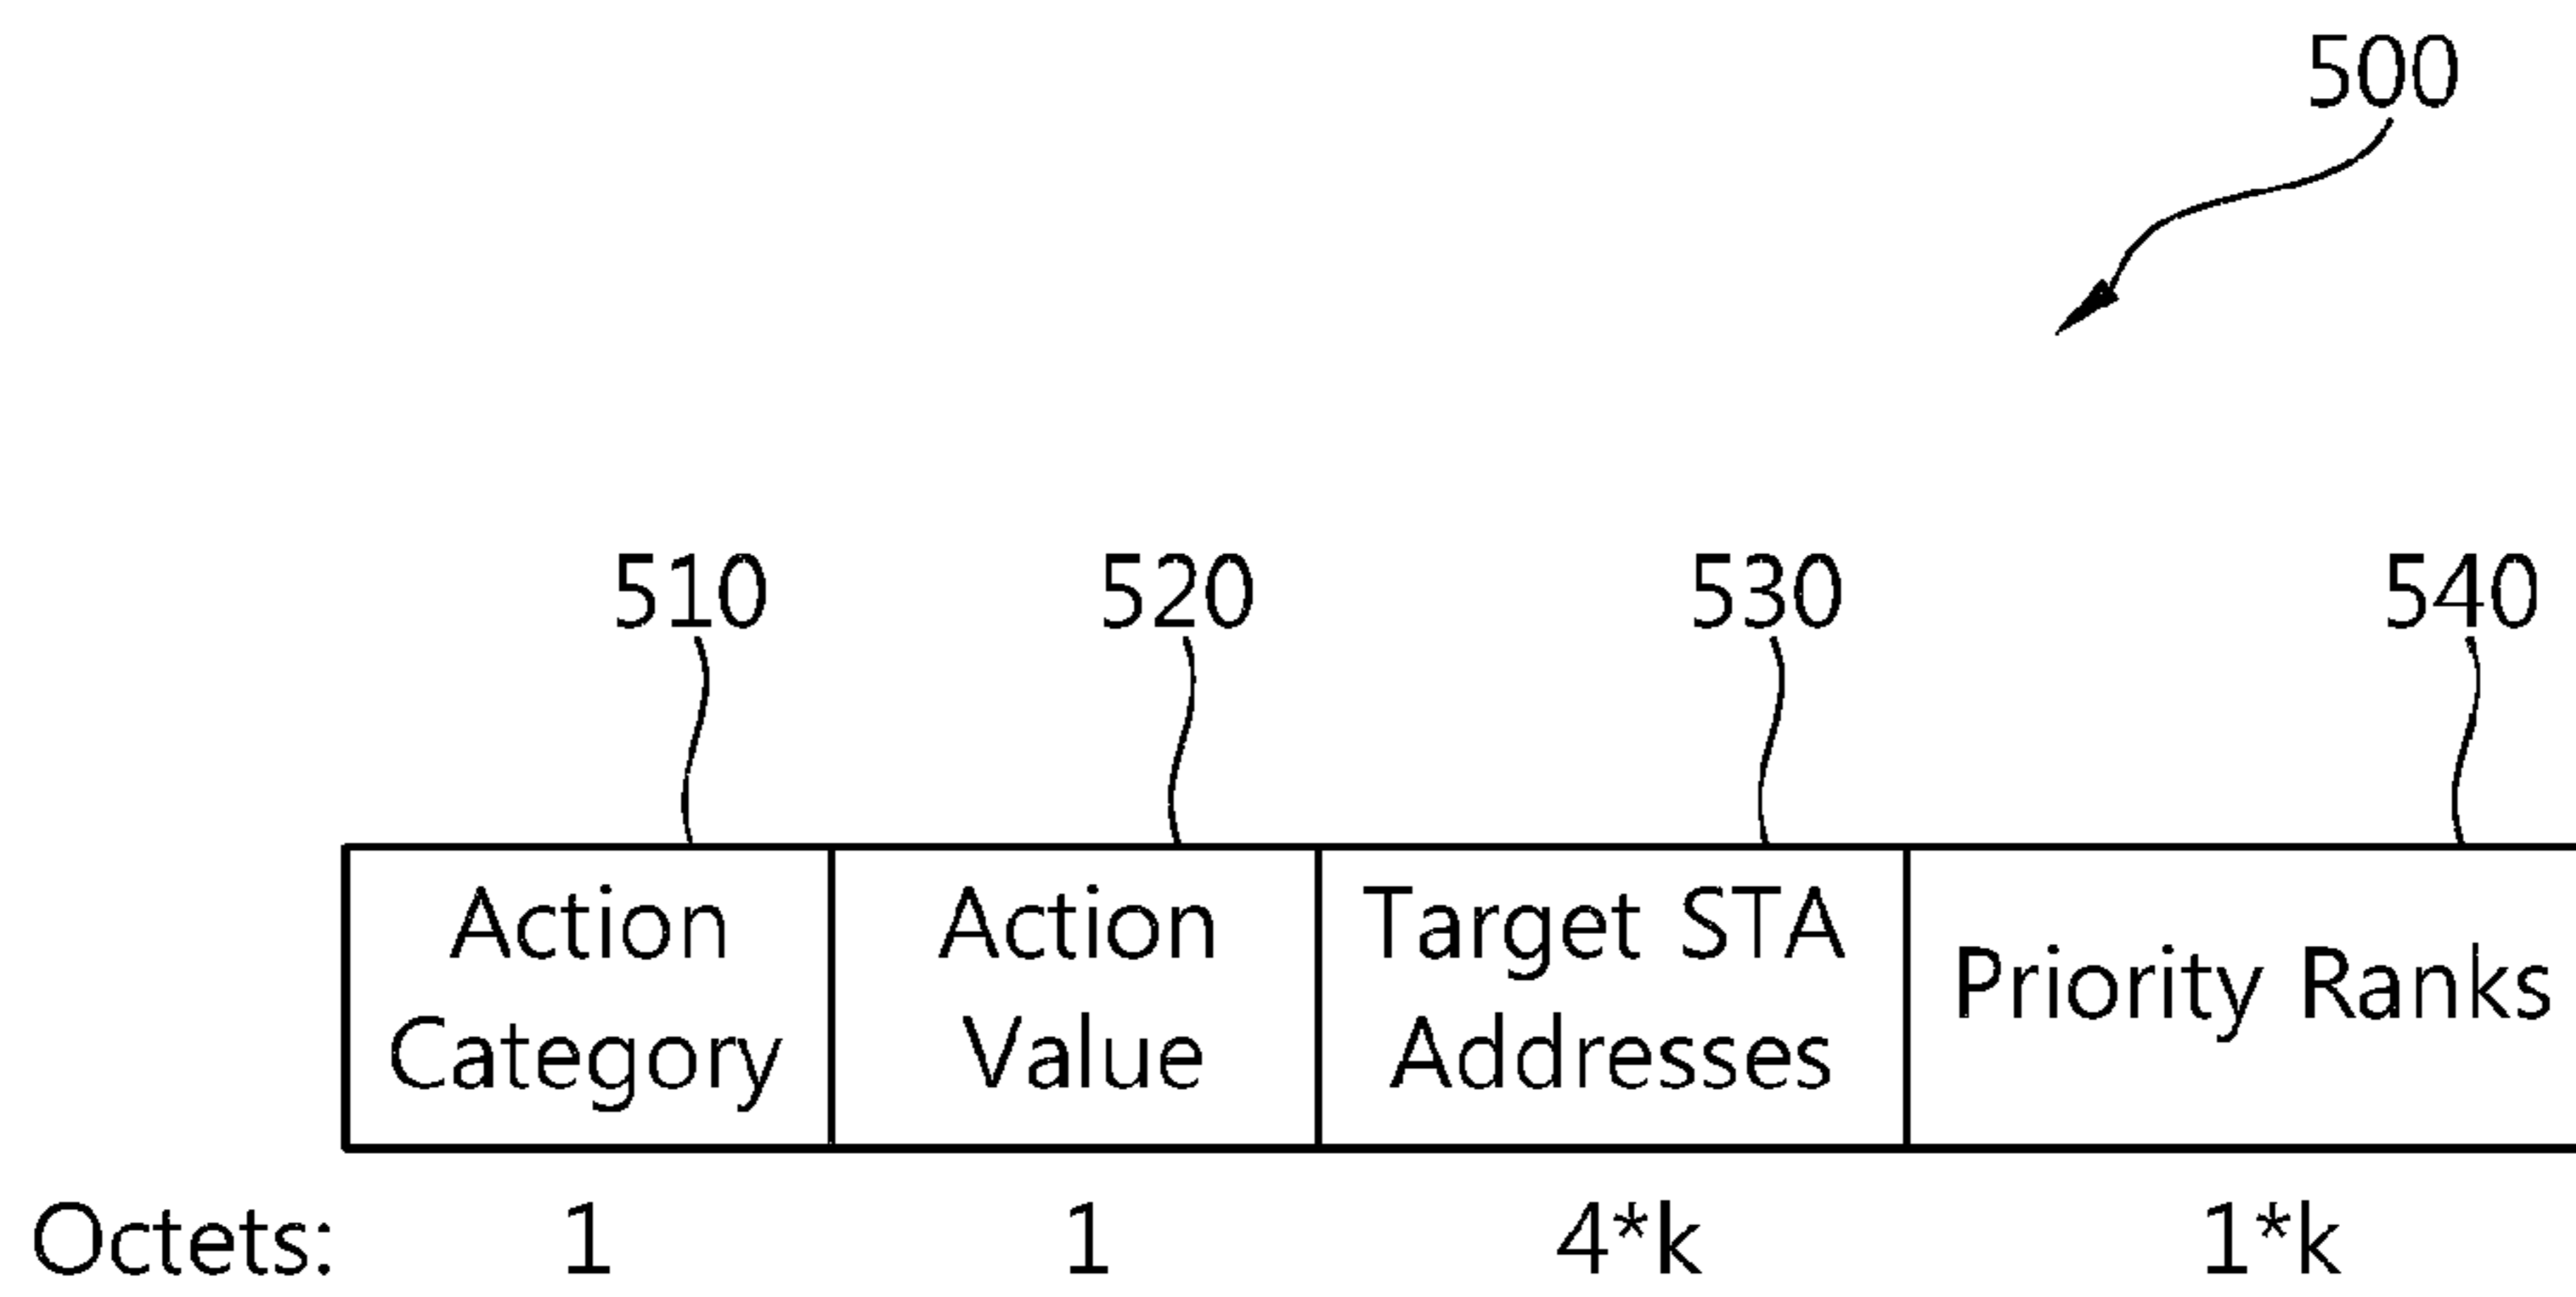 500
510 520 530 540
Action Category Action Value Target STA Addresses Priority Ranks
Octets: 1 1 4*k 1*k